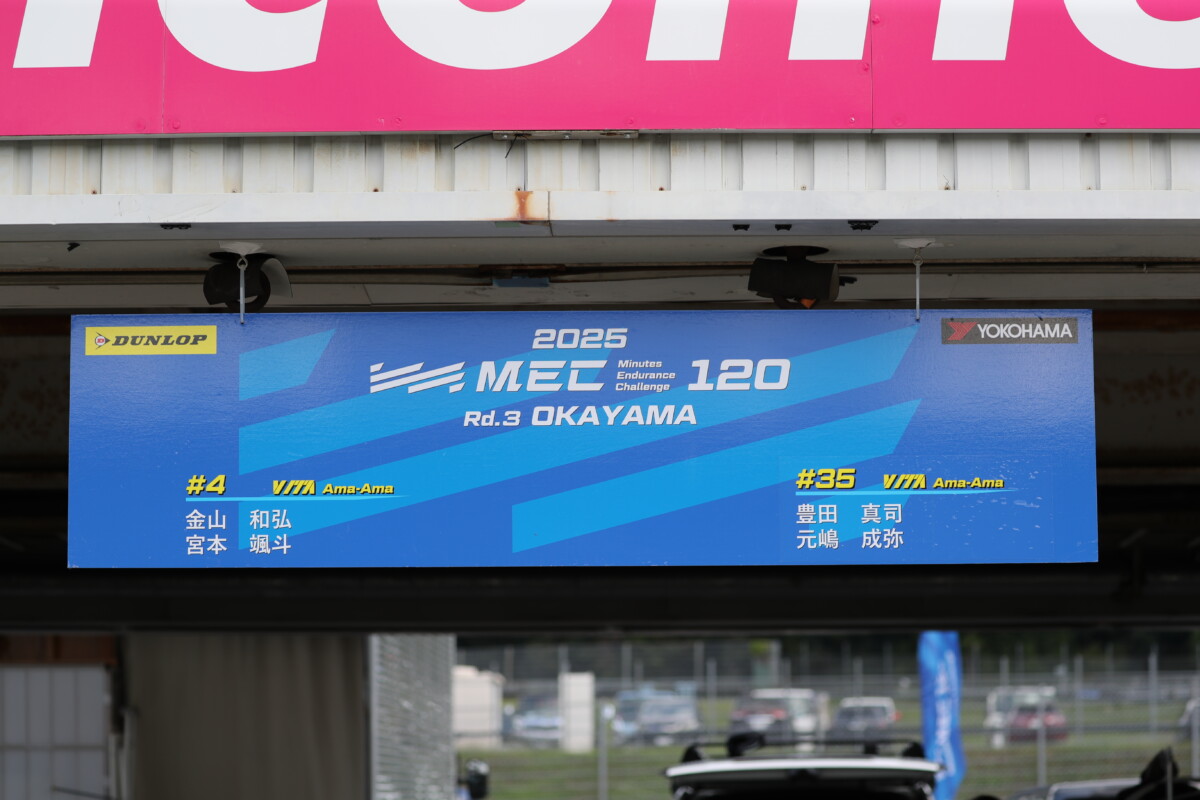 DUNLOP
YOKOHAMA
2025
MEC Minutes Endurance Challenge 120
Rd.3 OKAYAMA
#4 VITA Ama-Ama
金山 和弘
宮本 颯斗
#35 VITA Ama-Ama
豊田 真司
元嶋 成弥